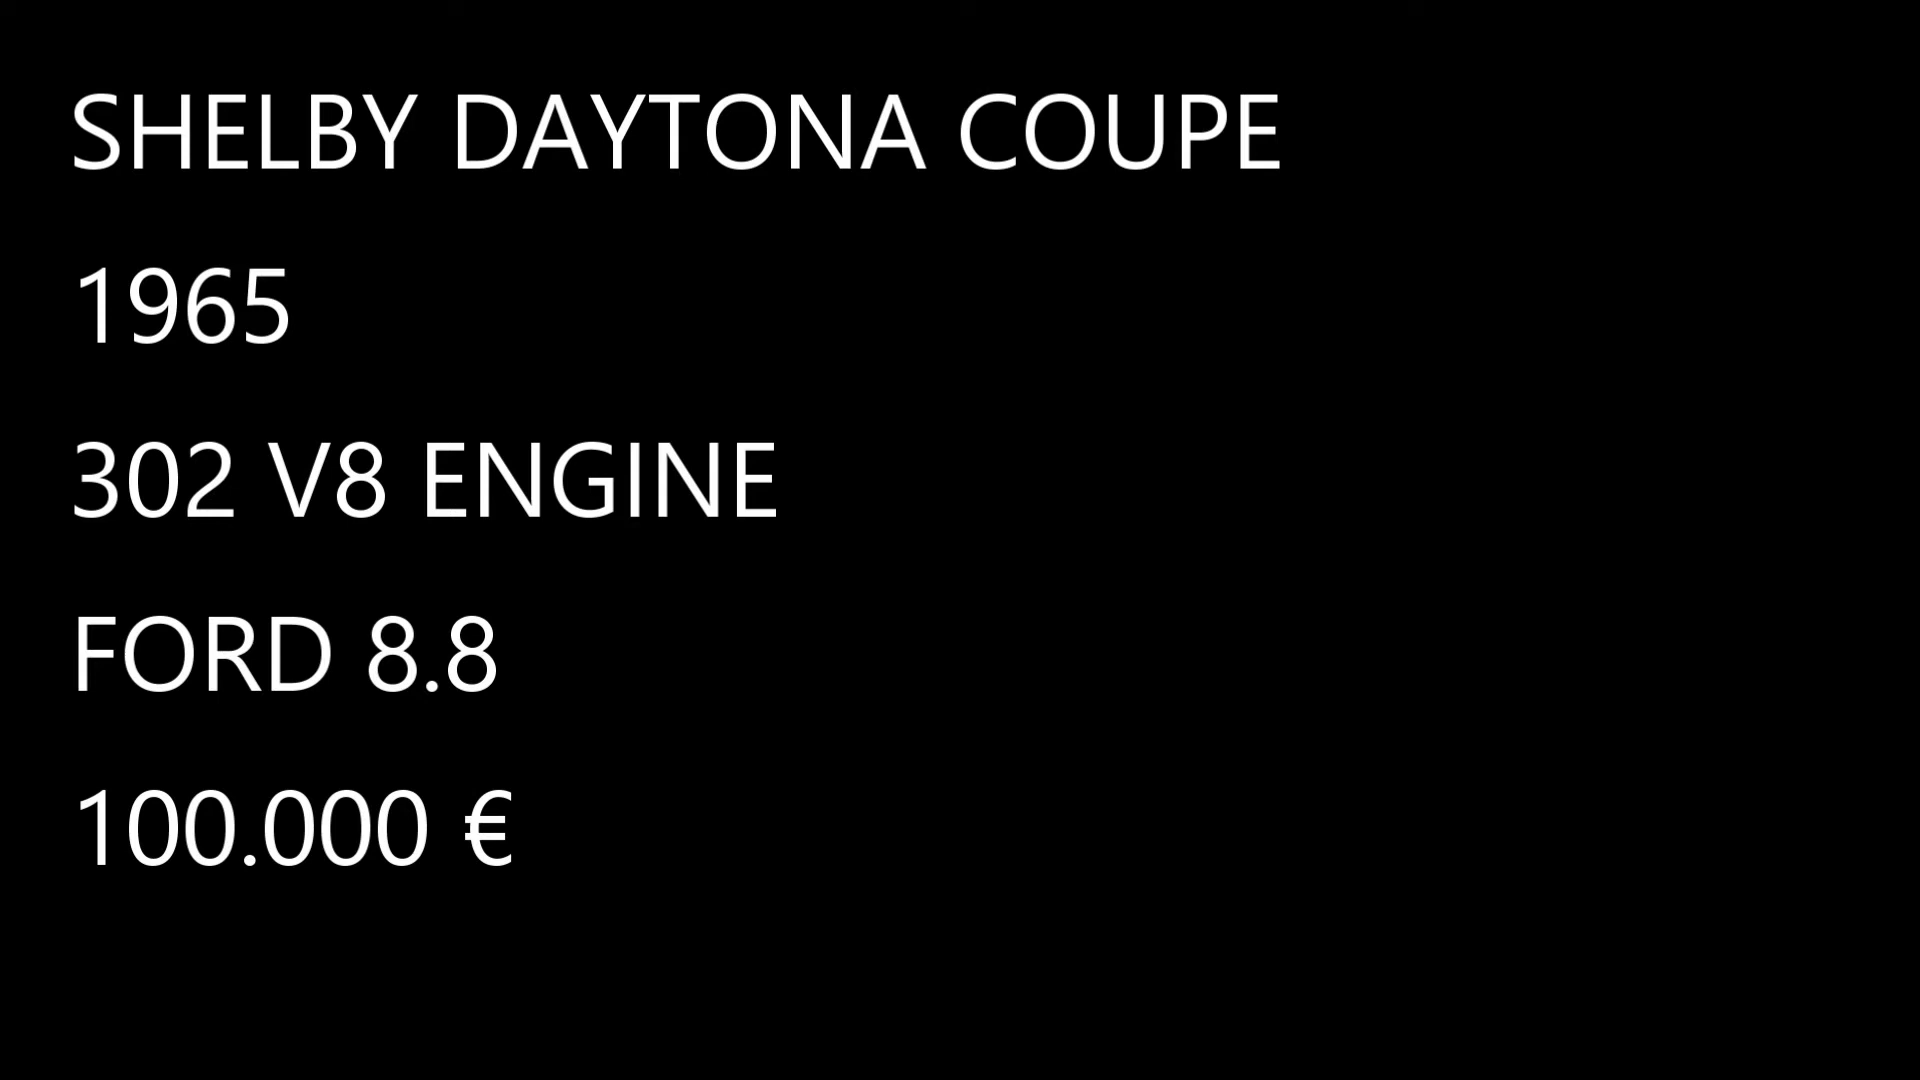 SHELBY DAYTONA COUPE
1965
302 V8 ENGINE
FORD 8.8
100.000 €